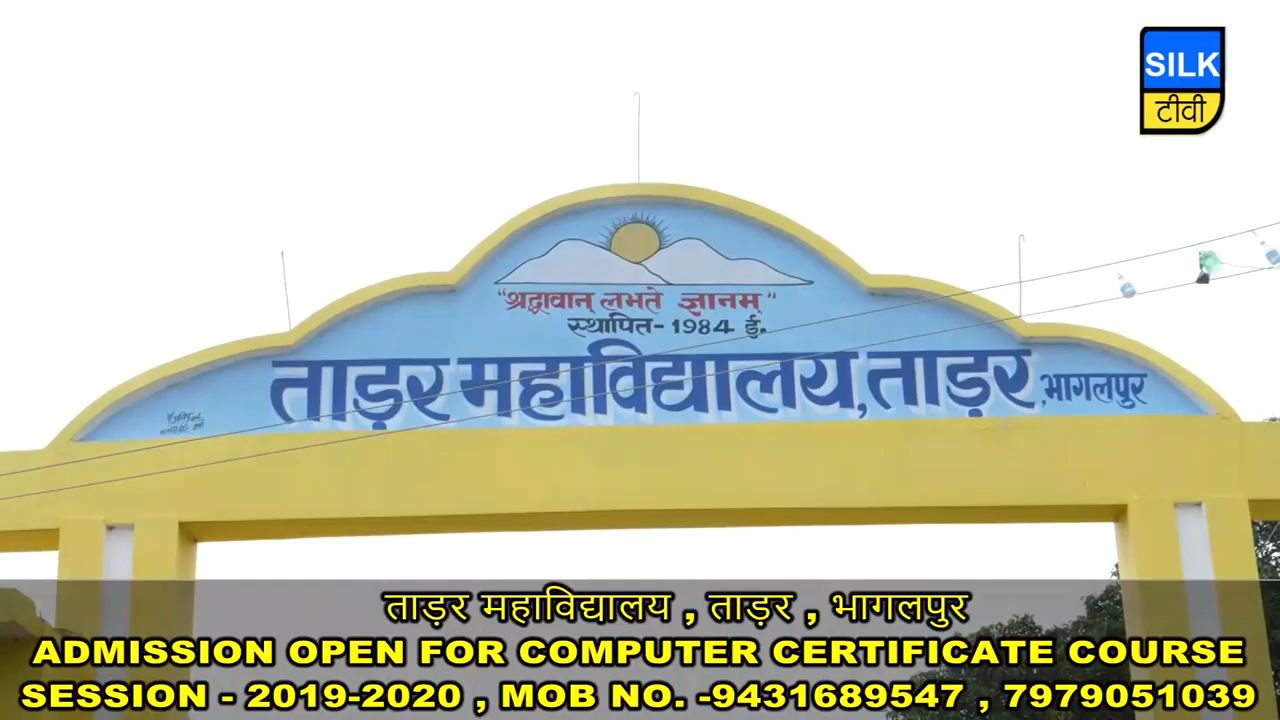 SILK
टीवी
"श्रद्धावान् लभते ज्ञानम्"
स्थापित- 1984 ई.
ताड़र महाविद्यालय, ताड़र, भागलपुर
ताड़र महाविद्यालय , ताड़र , भागलपुर
ADMISSION OPEN FOR COMPUTER CERTIFICATE COURSE
SESSION - 2019-2020 , MOB NO. -9431689547 , 7979051039